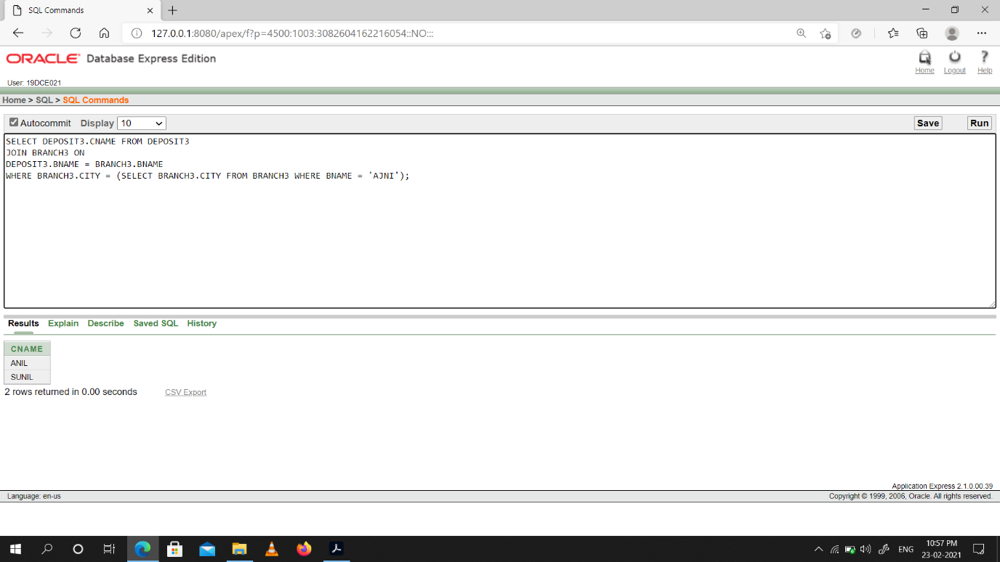 SQL Commands
127.0.0.1:8080/apex/f?p=4500:1003:3082604162216054::NO:::
ORACLE Database Express Edition
Home Logout Help
User: 19DCE021
Home > SQL > SQL Commands
Autocommit Display 10 Save Run
SELECT DEPOSIT3.CNAME FROM DEPOSIT3
JOIN BRANCH3 ON
DEPOSIT3.BNAME = BRANCH3.BNAME
WHERE BRANCH3.CITY = (SELECT BRANCH3.CITY FROM BRANCH3 WHERE BNAME = 'AJNI');
Results Explain Describe Saved SQL History
CNAME
ANIL
SUNIL
2 rows returned in 0.00 seconds CSV Export
Application Express 2.1.0.00.39
Language: en-us Copyright © 1999, 2006, Oracle. All rights reserved.
ENG 10:57 PM
23-02-2021